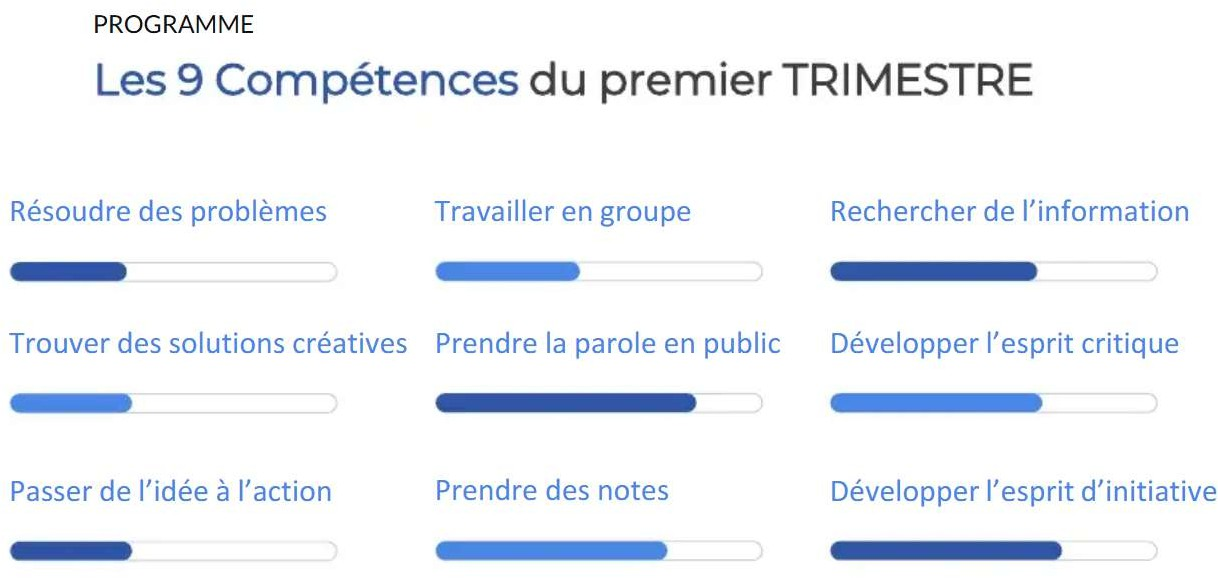 PROGRAMME
Les 9 Compétences du premier TRIMESTRE
Résoudre des problèmes
Travailler en groupe
Rechercher de l’information
Trouver des solutions créatives
Prendre la parole en public
Développer l’esprit critique
Passer de l’idée à l’action
Prendre des notes
Développer l’esprit d’initiative